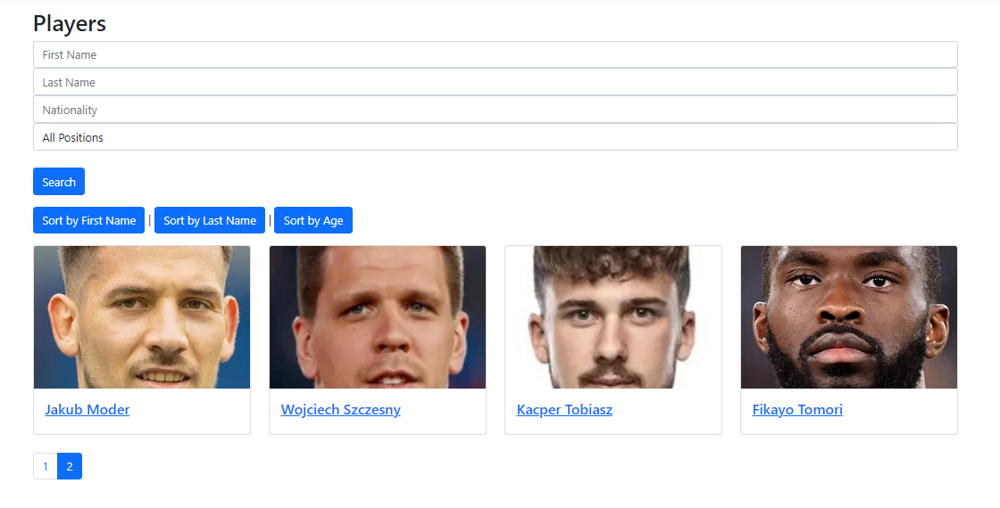 Players
First Name
Last Name
Nationality
All Positions
Search
Sort by First Name | Sort by Last Name | Sort by Age
Jakub Moder Wojciech Szczesny Kacper Tobiasz Fikayo Tomori
1 2